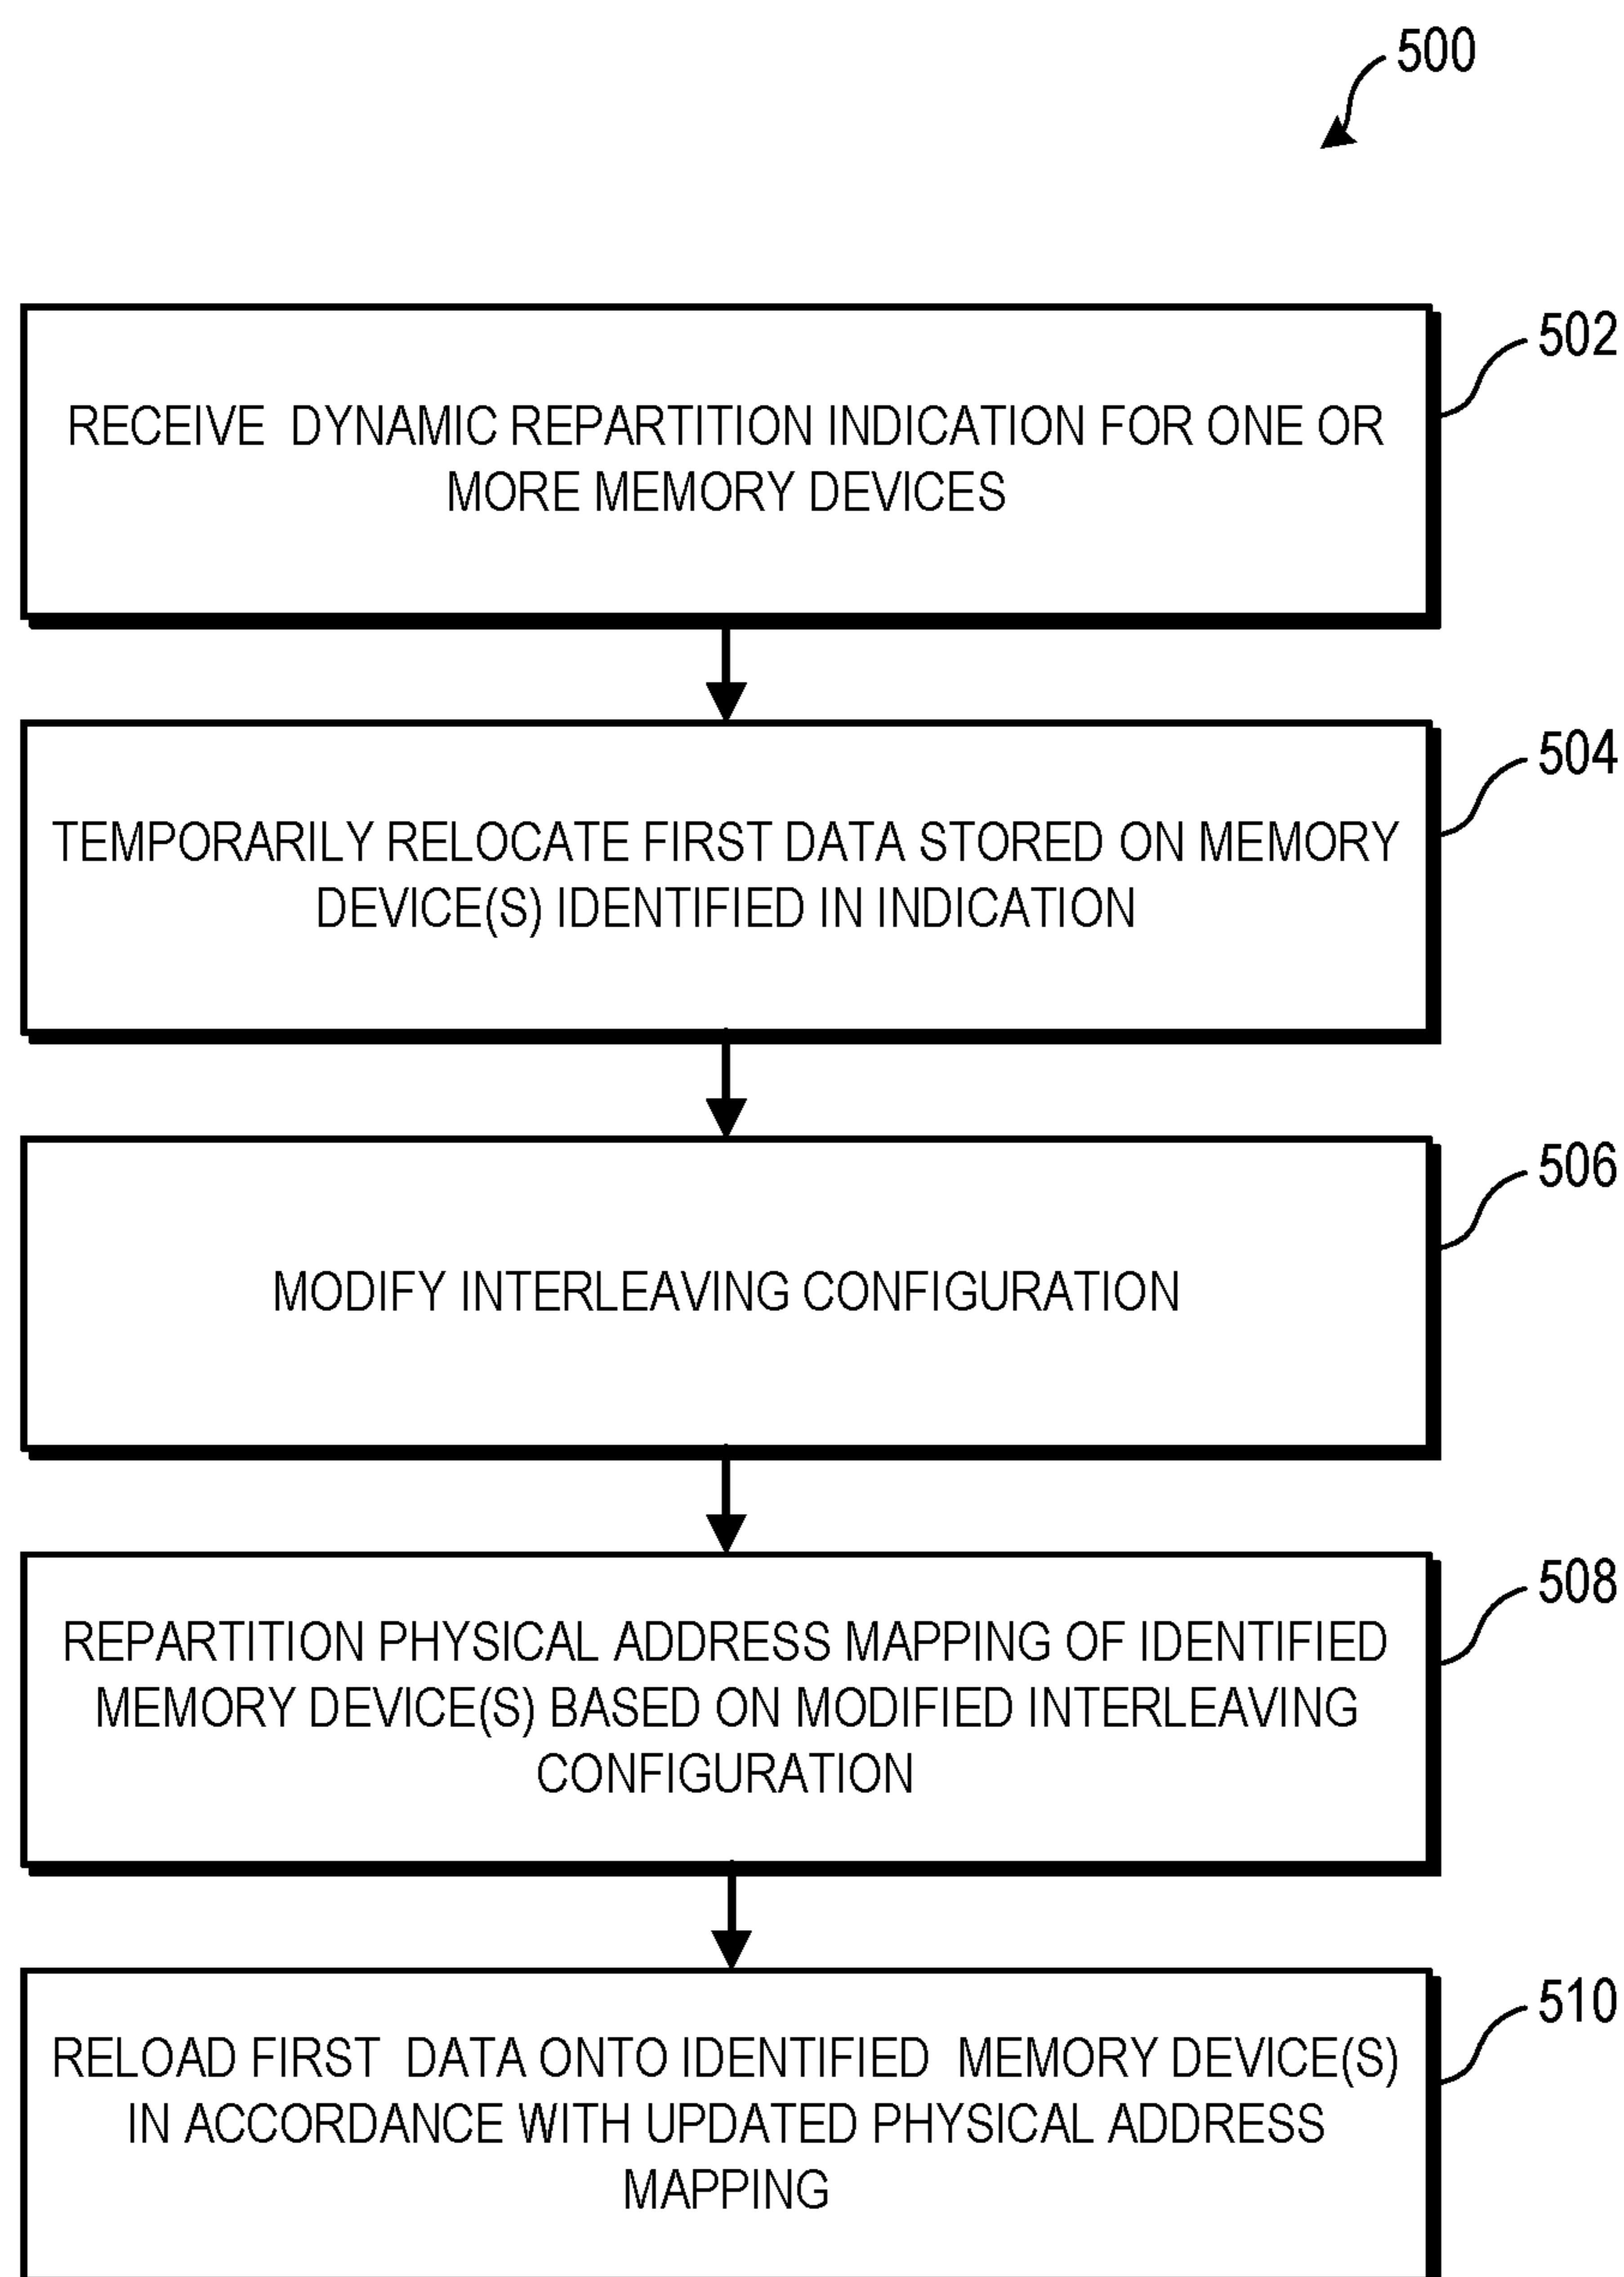 500
502
RECEIVE DYNAMIC REPARTITION INDICATION FOR ONE OR
MORE MEMORY DEVICES
504
TEMPORARILY RELOCATE FIRST DATA STORED ON MEMORY
DEVICE(S) IDENTIFIED IN INDICATION
506
MODIFY INTERLEAVING CONFIGURATION
508
REPARTITION PHYSICAL ADDRESS MAPPING OF IDENTIFIED
MEMORY DEVICE(S) BASED ON MODIFIED INTERLEAVING
CONFIGURATION
510
RELOAD FIRST DATA ONTO IDENTIFIED MEMORY DEVICE(S)
IN ACCORDANCE WITH UPDATED PHYSICAL ADDRESS
MAPPING